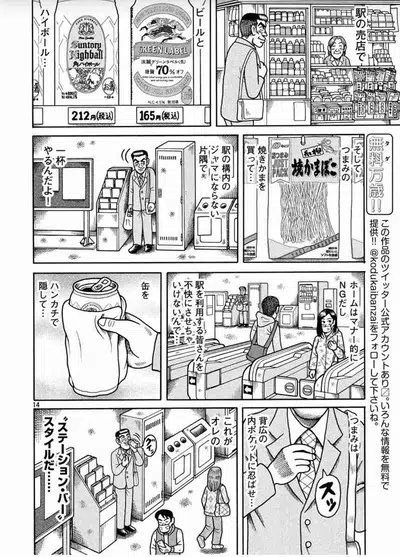 駅の売店で
ビールと
ハイボール…
Suntory
Highball
角ハイボール
212円(税込)
GREEN LABEL
糖質70%オフ
165円(税込)
そして
つまみの
焼きかまを
買って…
焼かまぼこ
駅の構内の
ジャマにならない
片隅で…
一杯
やるんだよ!
ホームはマナー的に
NGだし
駅を利用する皆さんを
不快にさせちゃ
いけないんで…
缶を
ハンカチで
隠して…
つまみは
背広の
内ポケットに忍ばせ…
スッ
これが
オレの
“ステーション・バー”
スタイルだ……
14
タダ
無料万歳!!
この作品のツイッター公式アカウントあり〼。いろんな情報を無料で
提供!! @kodukaibanzaiをフォローして下さいね。